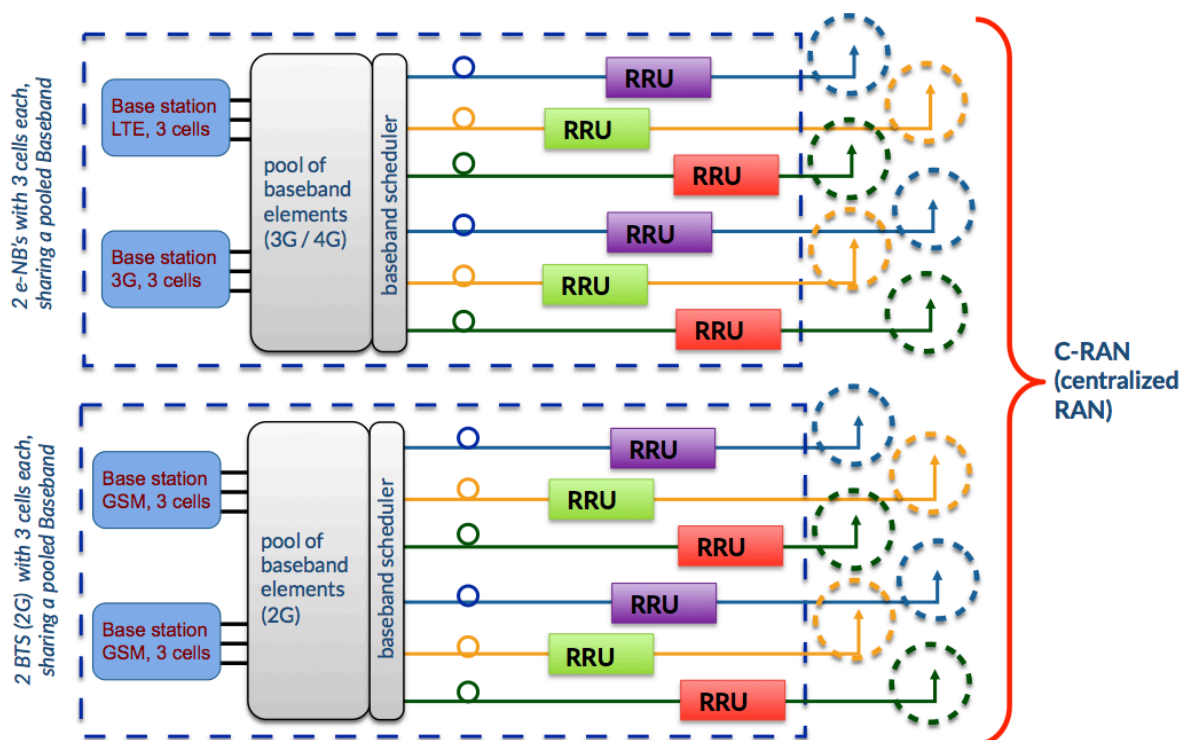 2 e-NB's with 3 cells each,
sharing a pooled Baseband
Base station
LTE, 3 cells
Base station
3G, 3 cells
pool of
baseband
elements
(3G / 4G)
baseband scheduler
RRU
RRU
RRU
RRU
RRU
RRU
2 BTS (2G) with 3 cells each,
sharing a pooled Baseband
Base station
GSM, 3 cells
Base station
GSM, 3 cells
pool of
baseband
elements
(2G)
baseband scheduler
RRU
RRU
RRU
RRU
RRU
RRU
C-RAN
(centralized
RAN)